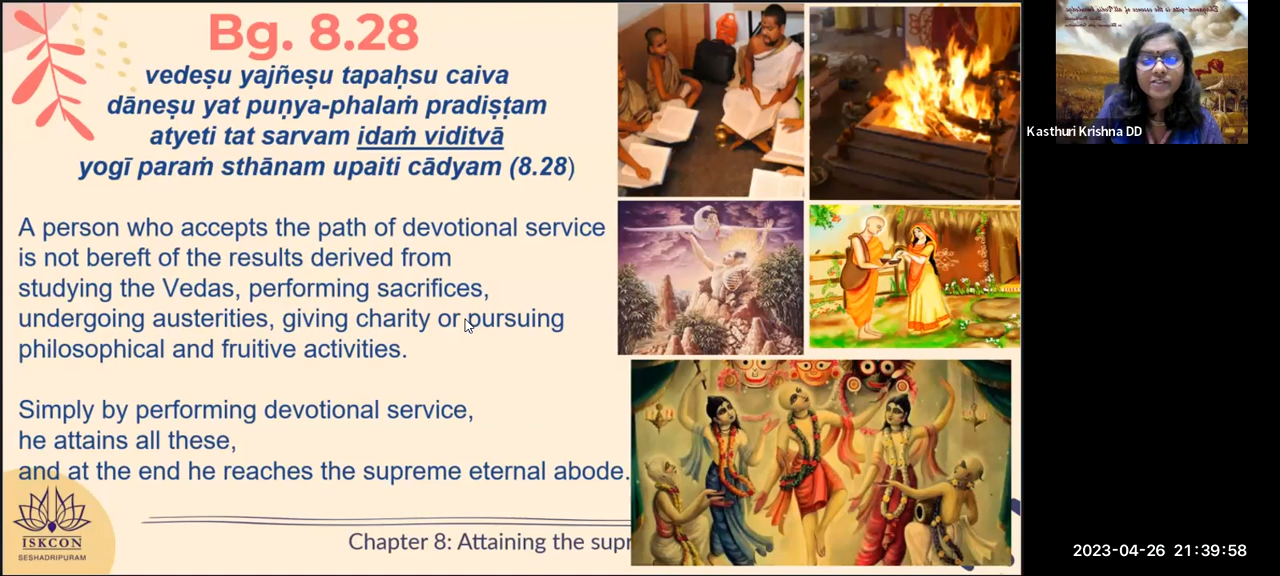 Bg. 8.28
vedeṣu yajñeṣu tapaḥsu caiva
dāneṣu yat puṇya-phalaṁ pradiṣṭam
atyeti tat sarvam idaṁ viditvā
yogī paraṁ sthānam upaiti cādyam (8.28)
A person who accepts the path of devotional service
is not bereft of the results derived from
studying the Vedas, performing sacrifices,
undergoing austerities, giving charity or pursuing
philosophical and fruitive activities.
Simply by performing devotional service,
he attains all these,
and at the end he reaches the supreme eternal abode.
ISKCON
SESHADRIPURAM
Chapter 8: Attaining the supr
Kasthuri Krishna DD
2023-04-26 21:39:58